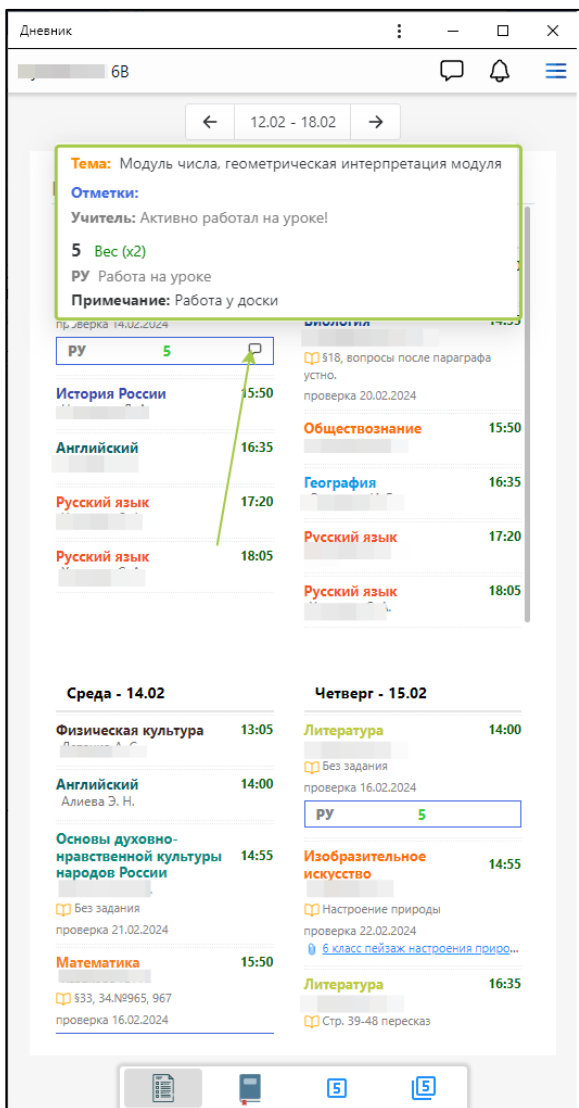 Дневник
6В
12.02 - 18.02
Тема: Модуль числа, геометрическая интерпретация модуля
Отметки:
Учитель: Активно работал на уроке!
5 Вес (х2)
РУ Работа на уроке
Примечание: Работа у доски
проверка 14.02.2024
РУ 5
История России 15:50
Английский 16:35
Русский язык 17:20
Русский язык 18:05
Биология 14:55
§18, вопросы после параграфа
устно.
проверка 20.02.2024
Обществознание 15:50
География 16:35
Русский язык 17:20
Русский язык 18:05
Среда - 14.02
Физическая культура 13:05
Английский 14:00
Алиева Э. Н.
Основы духовно-
нравственной культуры 14:55
народов России
Без задания
проверка 21.02.2024
Математика 15:50
§33, 34.№965, 967
проверка 16.02.2024
Четверг - 15.02
Литература 14:00
Без задания
проверка 16.02.2024
РУ 5
Изобразительное
искусство 14:55
Настроение природы
проверка 22.02.2024
6 класс пейзаж настроения приро...
Литература 16:35
Стр. 39-48 пересказ
5
5